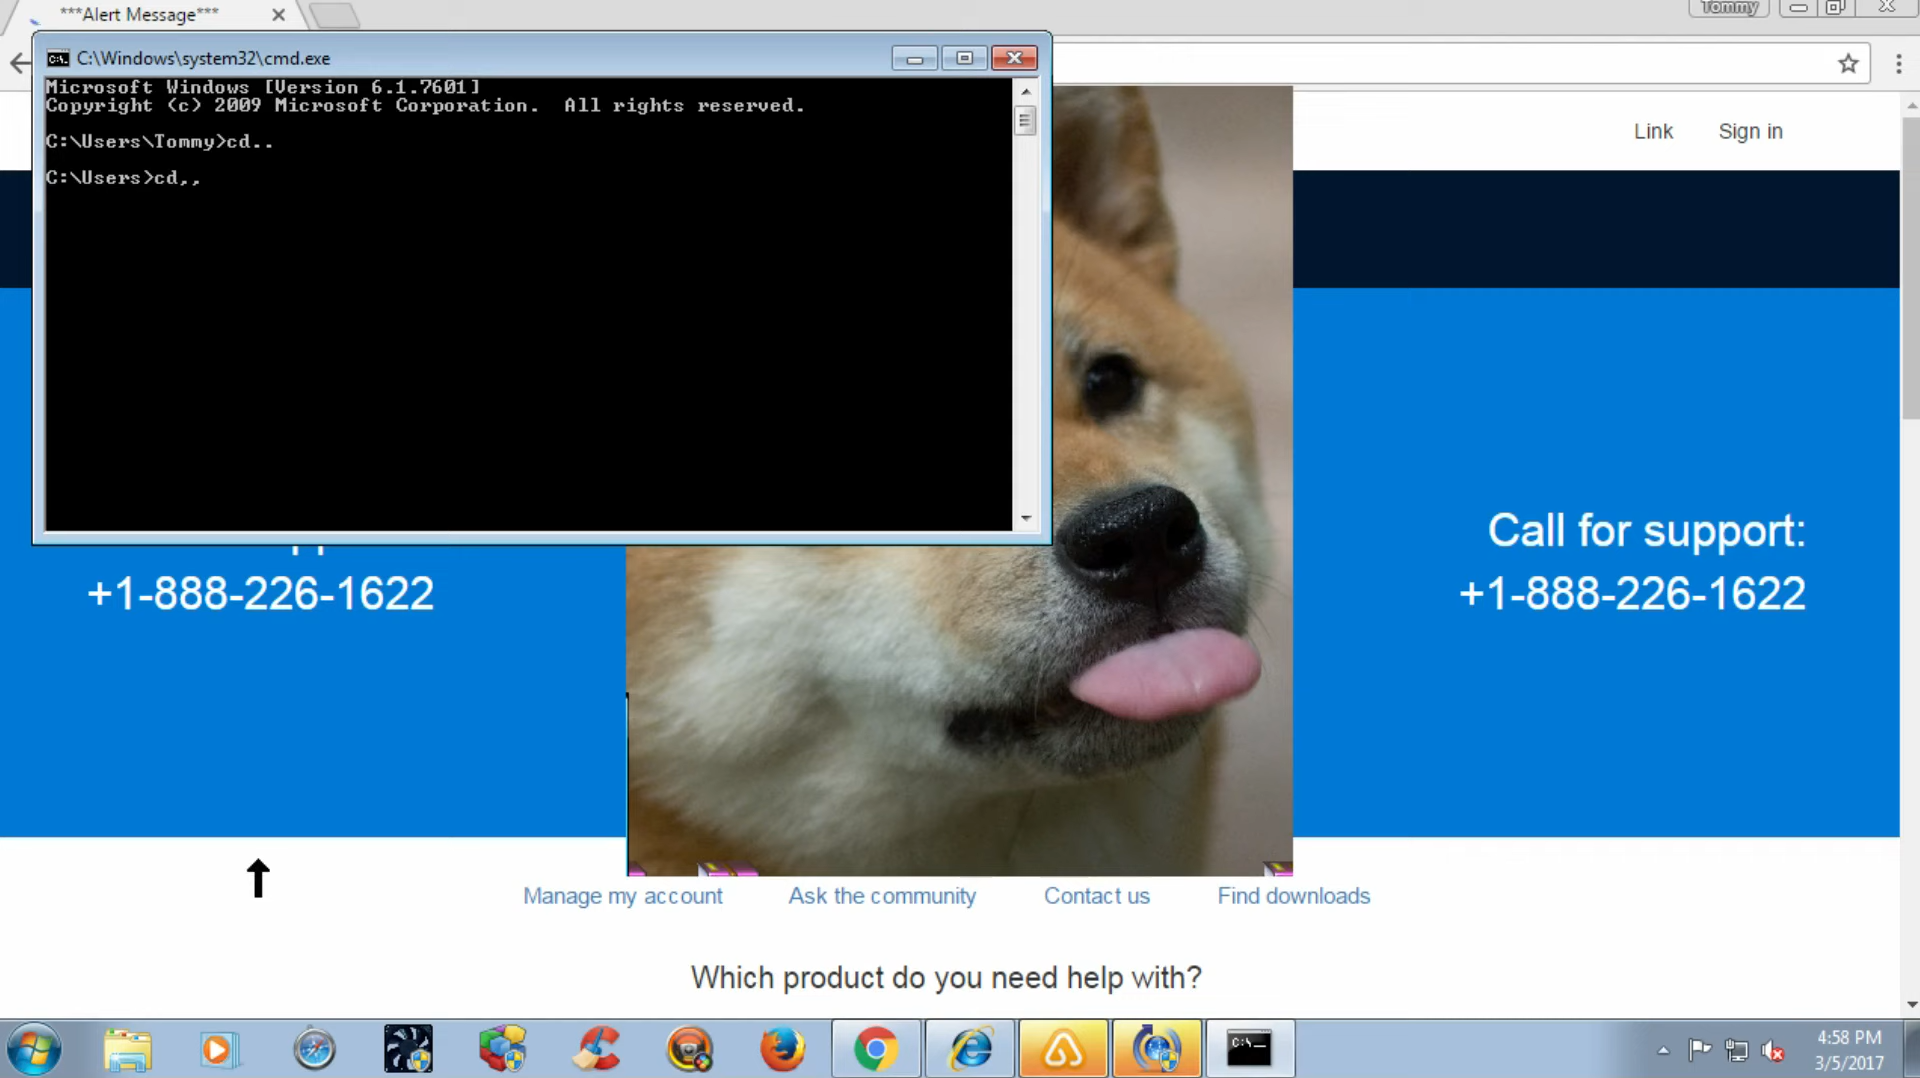 ***Alert Message***
Tommy
C:\Windows\system32\cmd.exe
Microsoft Windows [Version 6.1.7601]
Copyright (c) 2009 Microsoft Corporation.  All rights reserved.
C:\Users\Tommy>cd..
C:\Users>cd,,
Link
Sign in
Call for support:
+1-888-226-1622
+1-888-226-1622
Manage my account
Ask the community
Contact us
Find downloads
Which product do you need help with?
4:58 PM
3/5/2017